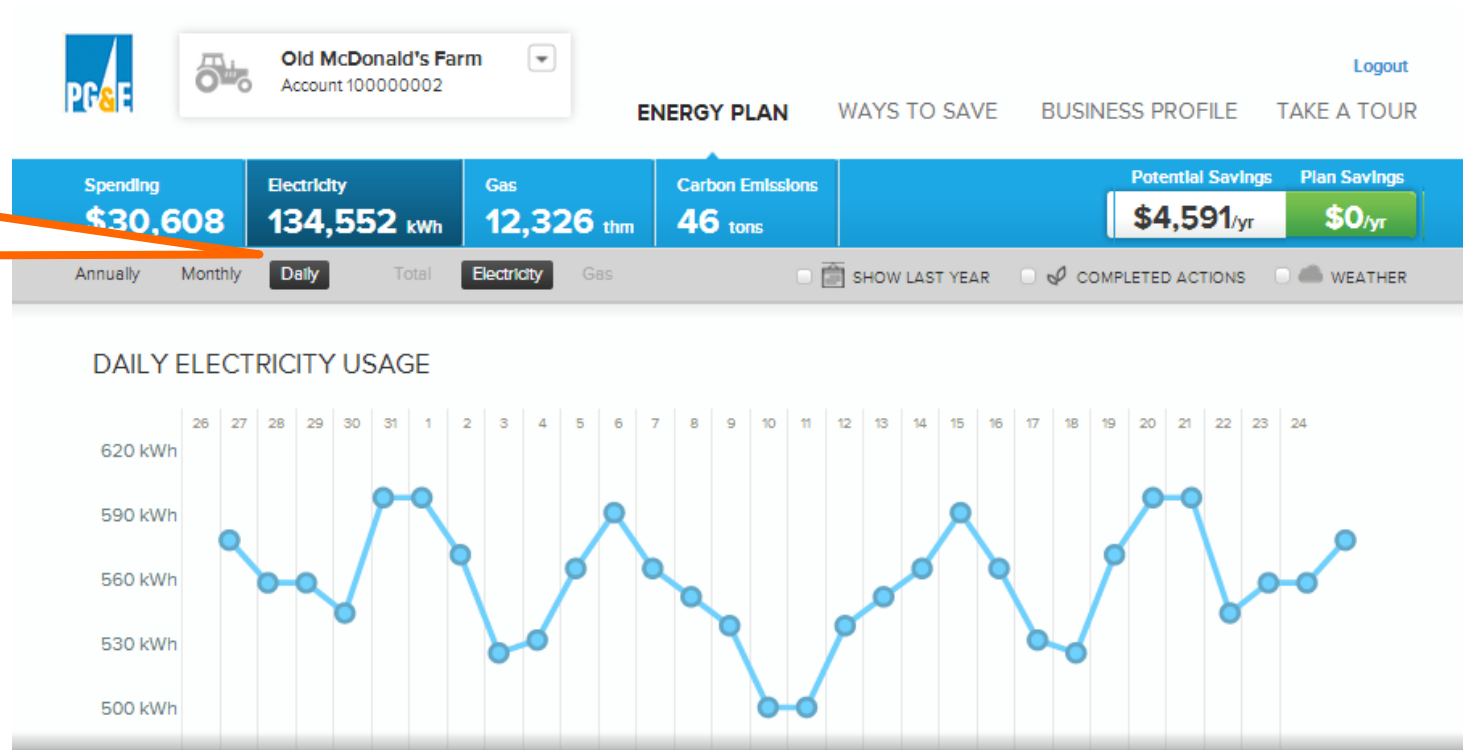 PG&E
Old McDonald's Farm
Account 100000002
Logout
ENERGY PLAN WAYS TO SAVE BUSINESS PROFILE TAKE A TOUR
Spending Electricity Gas Carbon Emissions Potential Savings Plan Savings
$30,608 134,552 kWh 12,326 thm 46 tons $4,591/yr $0/yr
Annually Monthly Daily Total Electricity Gas SHOW LAST YEAR COMPLETED ACTIONS WEATHER
DAILY ELECTRICITY USAGE
26 27 28 29 30 31 1 2 3 4 5 6 7 8 9 10 11 12 13 14 15 16 17 18 19 20 21 22 23 24
620 kWh
590 kWh
560 kWh
530 kWh
500 kWh